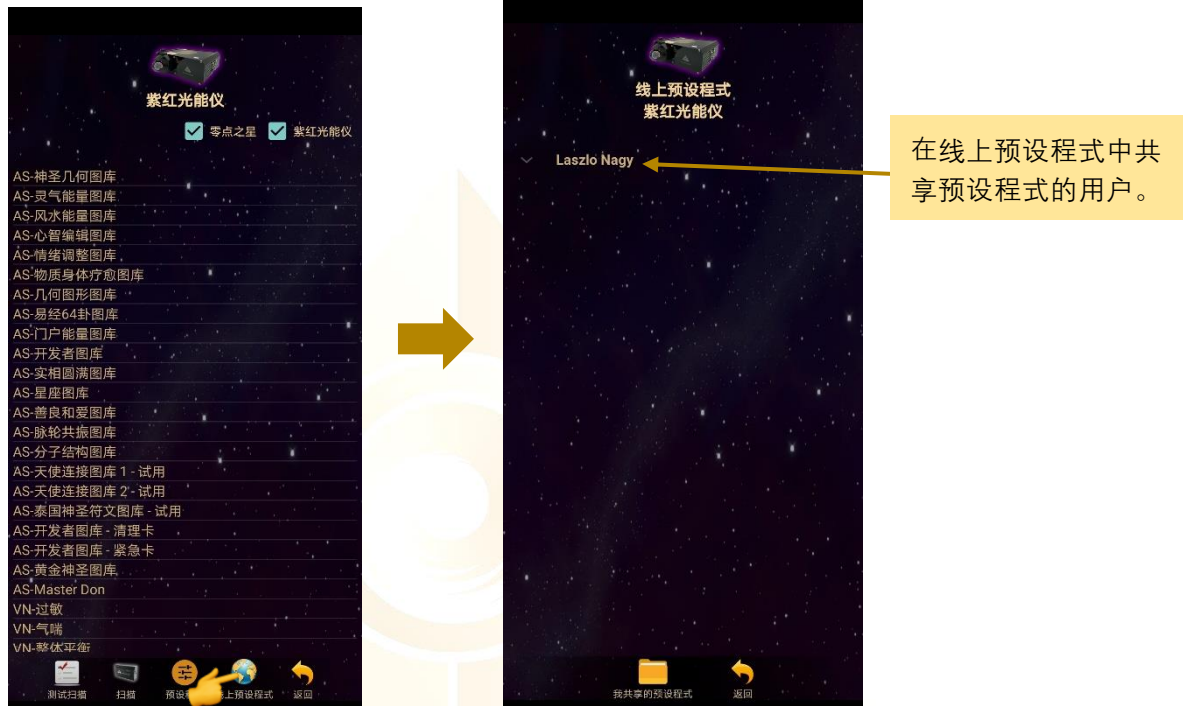 紫红光能仪
零点之星 紫红光能仪
AS-神圣几何图库
AS-灵气能量图库
AS-风水能量图库
AS-心智编辑图库
AS-情绪调整图库
AS-物质身体疗愈图库
AS-几何图形图库
AS-易经64卦图库
AS-门户能量图库
AS-开发者图库
AS-实相圆满图库
AS-星座图库
AS-善良和爱图库
AS-脉轮共振图库
AS-分子结构图库
AS-天使连接图库 1 - 试用
AS-天使连接图库 2 - 试用
AS-泰国神圣符文图库 - 试用
AS-开发者图库 - 清理卡
AS-开发者图库 - 紧急卡
AS-黄金神圣图库
AS-Master Don
VN-过敏
VN-气喘
VN-整体平衡
测试扫描 扫描 预设 上预设程式 返回
线上预设程式
紫红光能仪
Laszlo Nagy
我共享的预设程式 返回
在线上预设程式中共
享预设程式的用户。